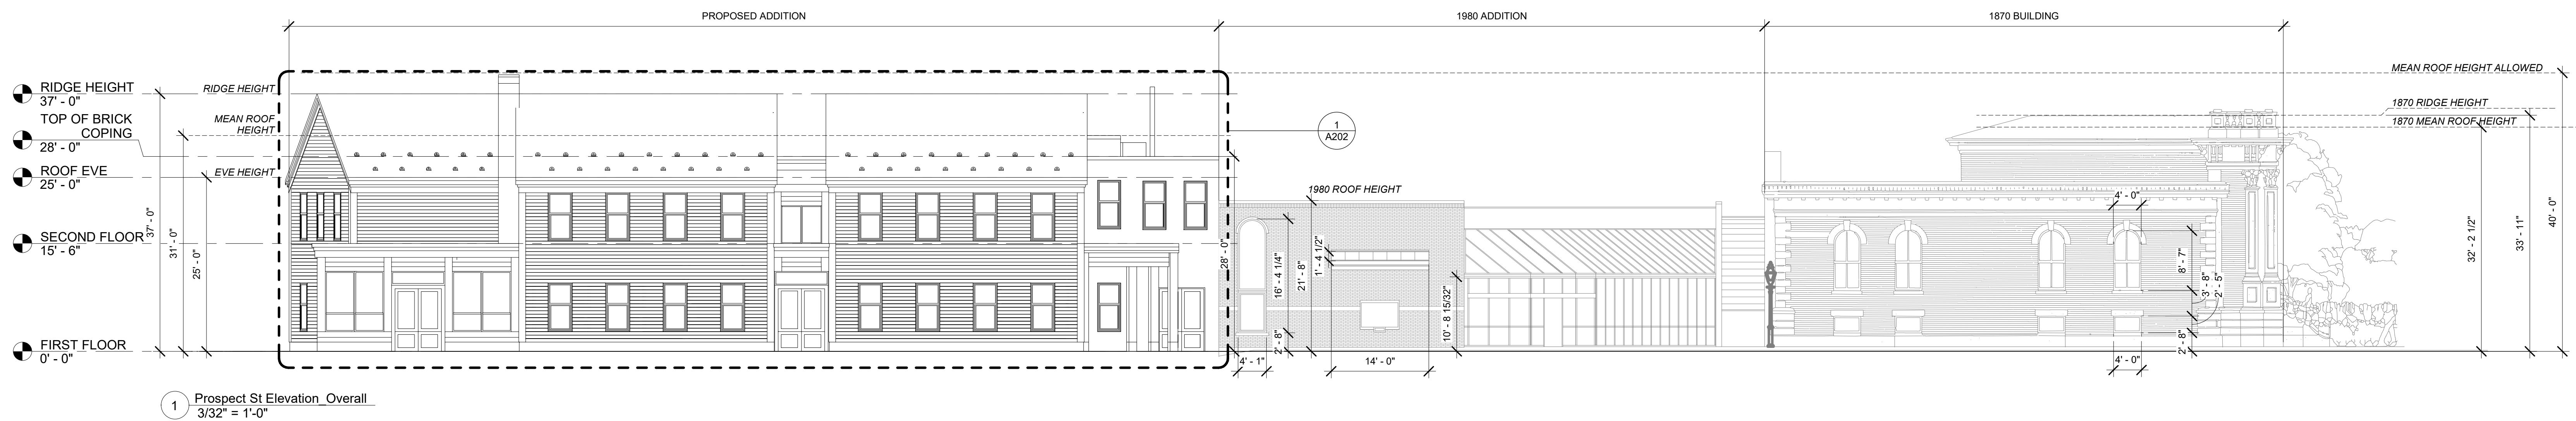 PROPOSED ADDITION
1980 ADDITION
1870 BUILDING
MEAN ROOF HEIGHT ALLOWED
RIDGE HEIGHT
37' - 0"
RIDGE HEIGHT
TOP OF BRICK
COPING
28' - 0"
MEAN ROOF
HEIGHT
1870 RIDGE HEIGHT
1870 MEAN ROOF HEIGHT
1
A202
ROOF EVE
25' - 0"
EVE HEIGHT
1980 ROOF HEIGHT
SECOND FLOOR
15' - 6"
37' - 0"
31' - 0"
25' - 0"
28' - 0"
16' - 4 1/4"
21' - 8"
1' - 4 1/2"
10' - 8 15/32"
2' - 8"
4' - 1"
14' - 0"
4' - 0"
8' - 7"
3' - 8"
2' - 5"
2' - 8"
4' - 0"
32' - 2 1/2"
33' - 11"
40' - 0"
FIRST FLOOR
0' - 0"
1
Prospect St Elevation_Overall
3/32" = 1'-0"